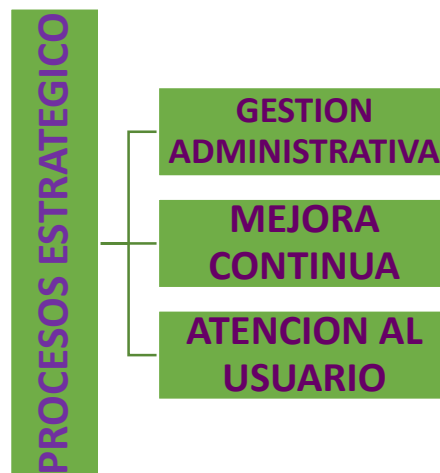 PROCESOS ESTRATEGICO
GESTION
ADMINISTRATIVA
MEJORA
CONTINUA
ATENCION AL
USUARIO